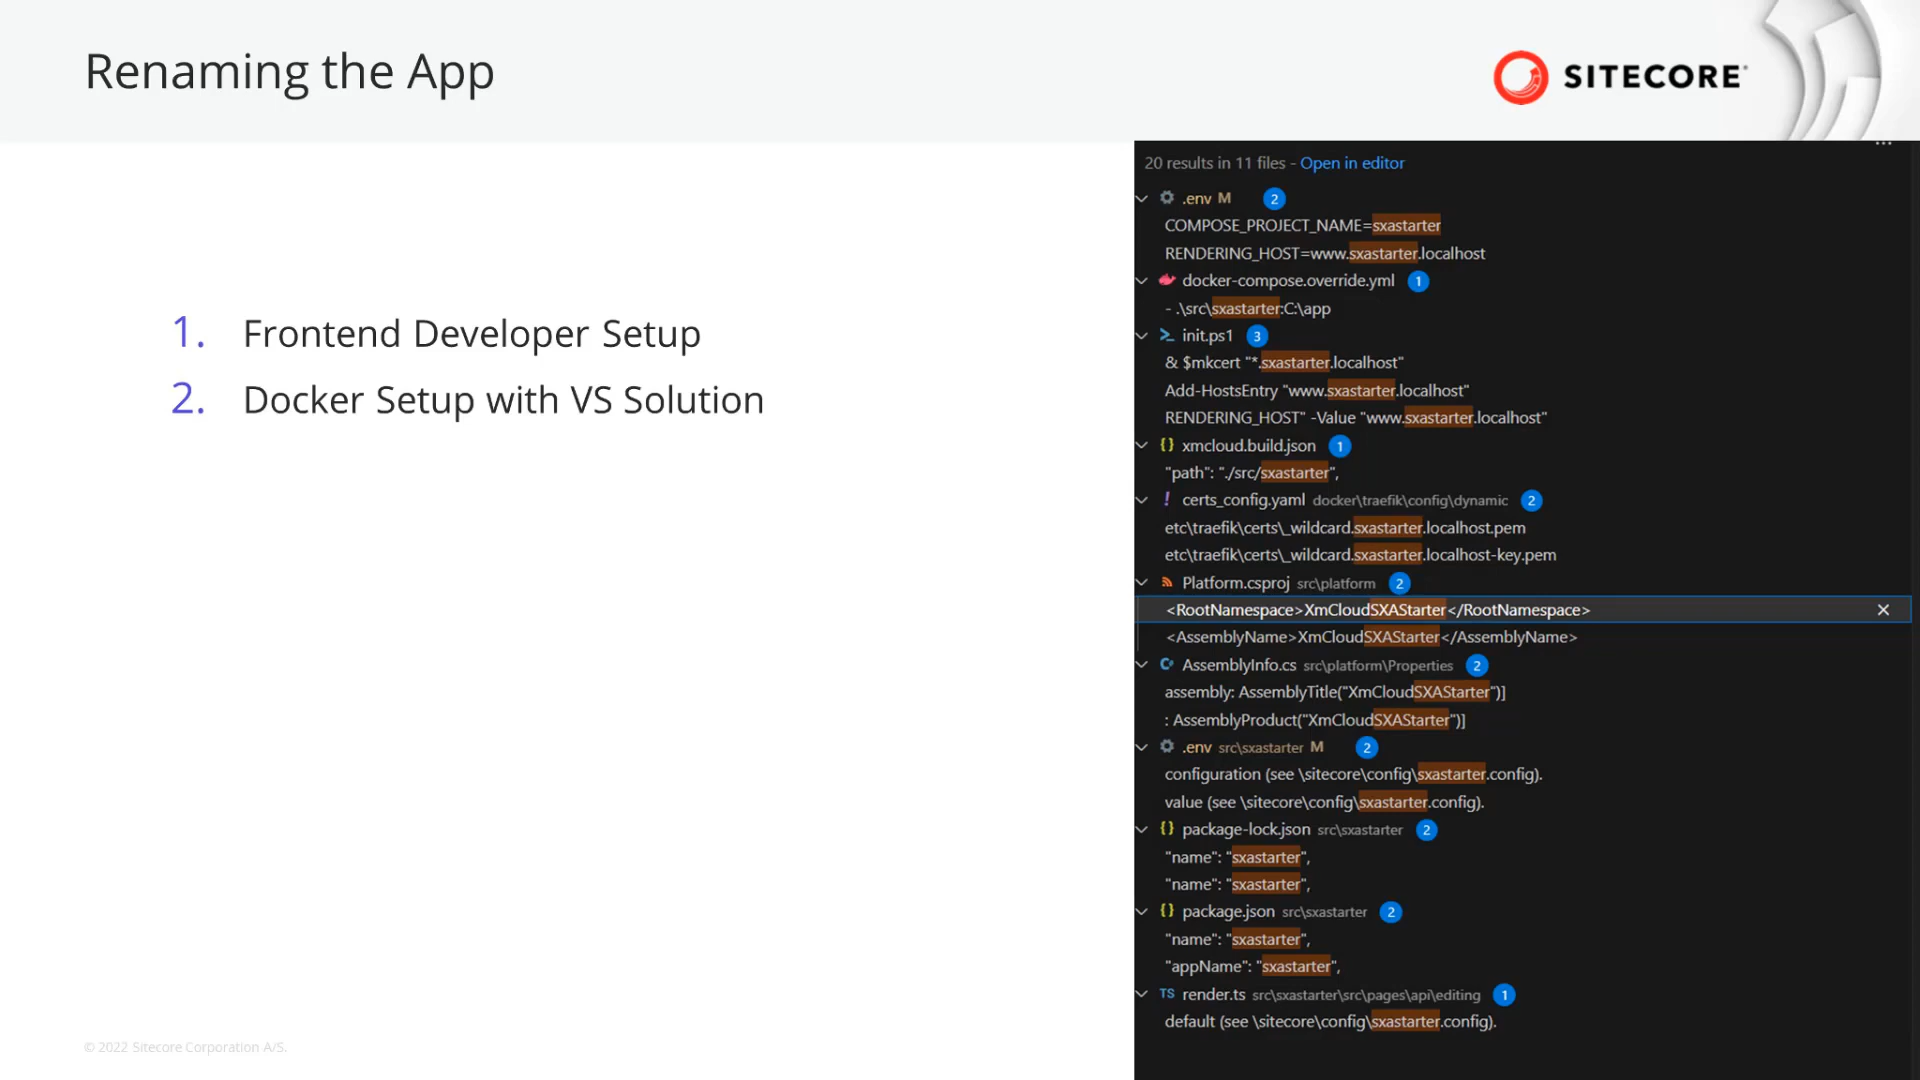 Renaming the App
SITECORE
1. Frontend Developer Setup
2. Docker Setup with VS Solution
20 results in 11 files - Open in editor
.env M 2
COMPOSE_PROJECT_NAME=sxastarter
RENDERING_HOST=www.sxastarter.localhost
docker-compose.override.yml 1
- .\src\sxastarter:C:\app
init.ps1 3
& $mkcert "*.sxastarter.localhost"
Add-HostsEntry "www.sxastarter.localhost"
RENDERING_HOST" -Value "www.sxastarter.localhost"
{} xmcloud.build.json 1
"path": "./src/sxastarter",
! certs_config.yaml docker\traefik\config\dynamic 2
etc\traefik\certs\_wildcard.sxastarter.localhost.pem
etc\traefik\certs\_wildcard.sxastarter.localhost-key.pem
Platform.csproj src\platform 2
<RootNamespace>XmCloudSXAStarter</RootNamespace>
<AssemblyName>XmCloudSXAStarter</AssemblyName>
AssemblyInfo.cs src\platform\Properties 2
assembly: AssemblyTitle("XmCloudSXAStarter")]
: AssemblyProduct("XmCloudSXAStarter")]
.env src\sxastarter M 2
configuration (see \sitecore\config\sxastarter.config).
value (see \sitecore\config\sxastarter.config).
{} package-lock.json src\sxastarter 2
"name": "sxastarter",
"name": "sxastarter",
{} package.json src\sxastarter 2
"name": "sxastarter",
"appName": "sxastarter",
TS render.ts src\sxastarter\src\pages\api\editing 1
default (see \sitecore\config\sxastarter.config).
© 2022 Sitecore Corporation A/S.